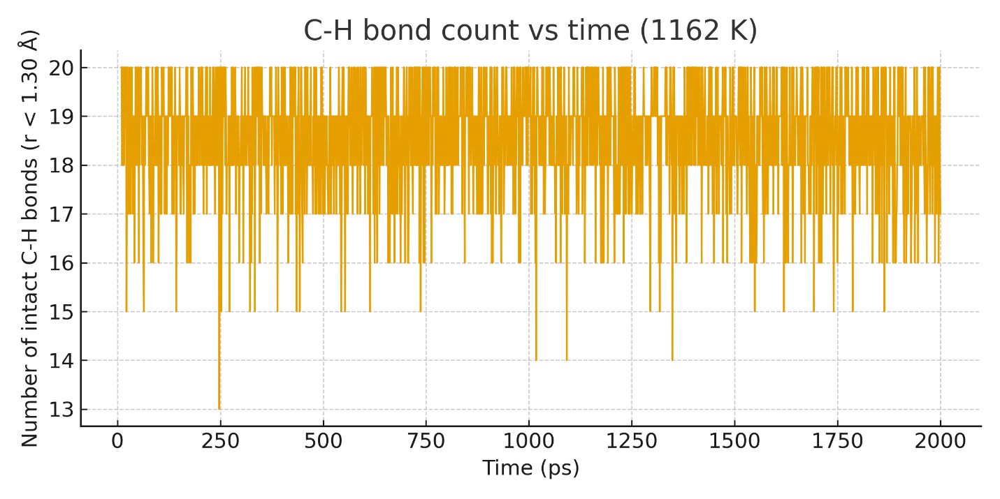 C-H bond count vs time (1162 K)
Number of intact C-H bonds (r < 1.30 Å)
20
19
18
17
16
15
14
13
0 250 500 750 1000 1250 1500 1750 2000
Time (ps)